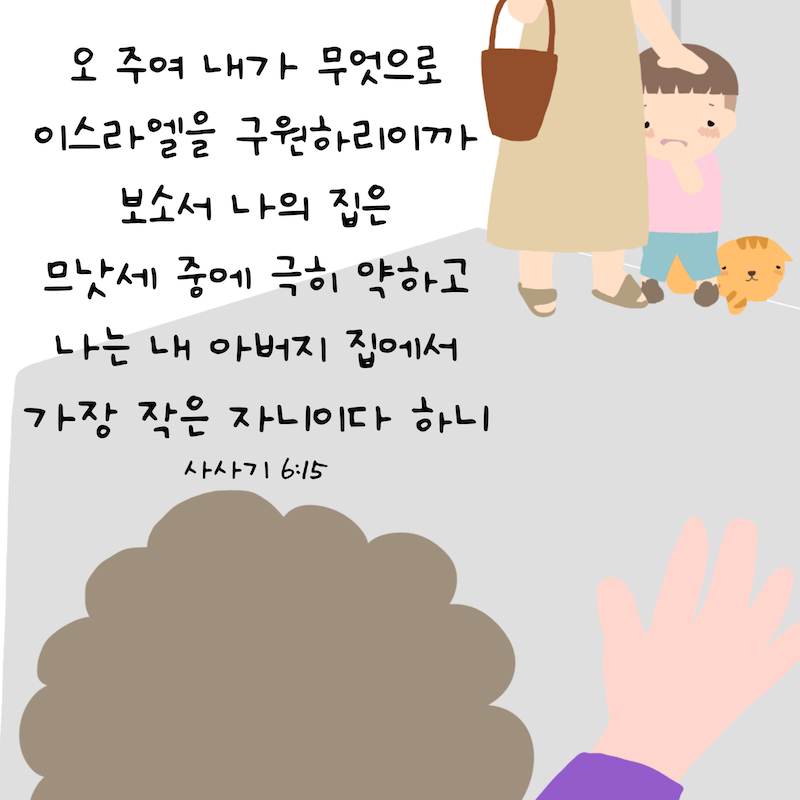 오 주여 내가 무엇으로
이스라엘을 구원하리이까
보소서 나의 집은
므낫세 중에 극히 약하고
나는 내 아버지 집에서
가장 작은 자니이다 하니
사사기 6:15